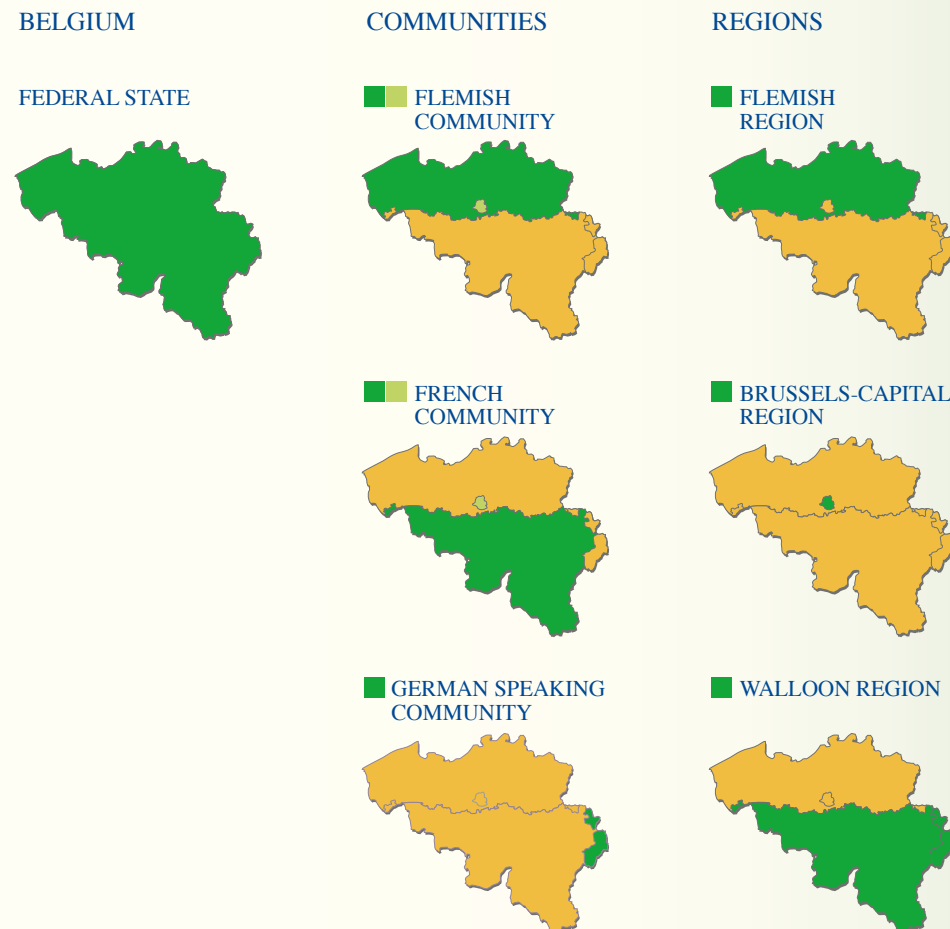 BELGIUM
COMMUNITIES
REGIONS
FEDERAL STATE
FLEMISH
COMMUNITY
FLEMISH
REGION
FRENCH
COMMUNITY
BRUSSELS-CAPITAL
REGION
GERMAN SPEAKING
COMMUNITY
WALLOON REGION